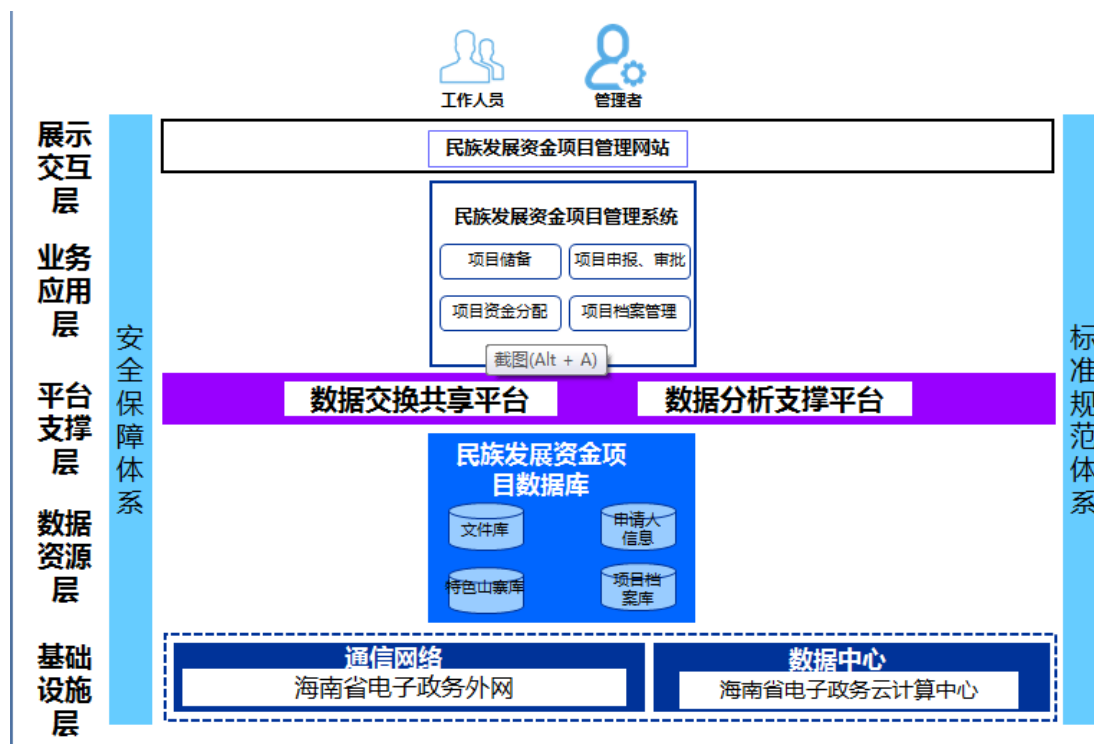 工作人员
管理者
展示
交互
层
民族发展资金项目管理网站
业务
应用
层
民族发展资金项目管理系统
项目储备
项目申报、审批
项目资金分配
项目档案管理
截图(Alt + A)
安
全
保
障
体
系
标
准
规
范
体
系
平台
支撑
层
数据交换共享平台
数据分析支撑平台
数据
资源
层
民族发展资金项
目数据库
文件库
申请人
信息
特色山寨库
项目档
案库
基础
设施
层
通信网络
海南省电子政务外网
数据中心
海南省电子政务云计算中心